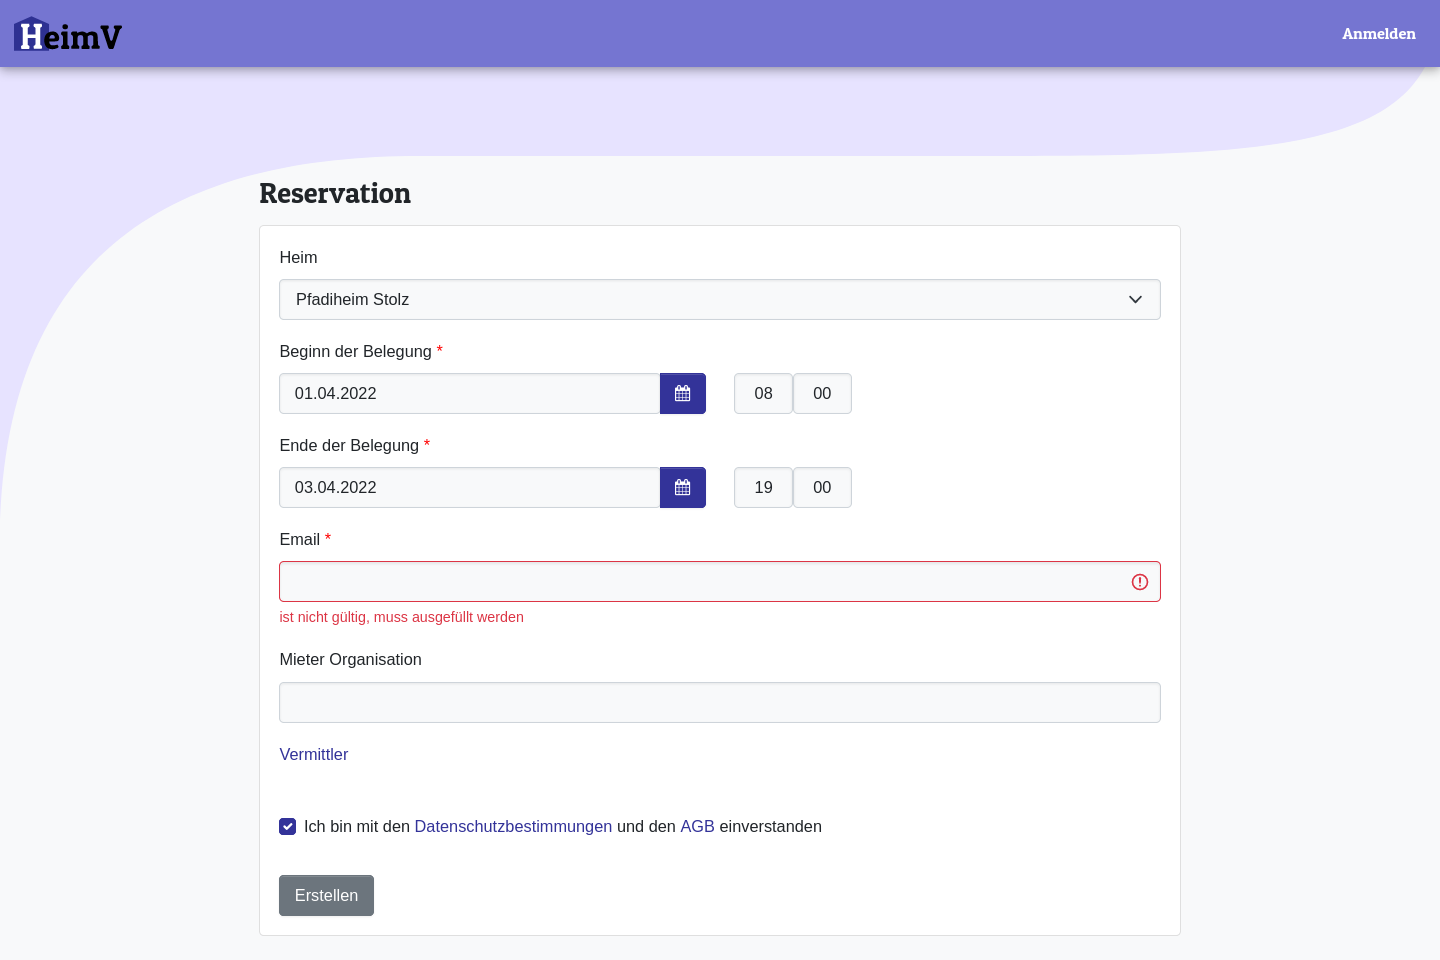 HeimV
Anmelden
Reservation
Heim
Pfadiheim Stolz
Beginn der Belegung *
01.04.2022 08 00
Ende der Belegung *
03.04.2022 19 00
Email *
ist nicht gültig, muss ausgefüllt werden
Mieter Organisation
Vermittler
Ich bin mit den Datenschutzbestimmungen und den AGB einverstanden
Erstellen